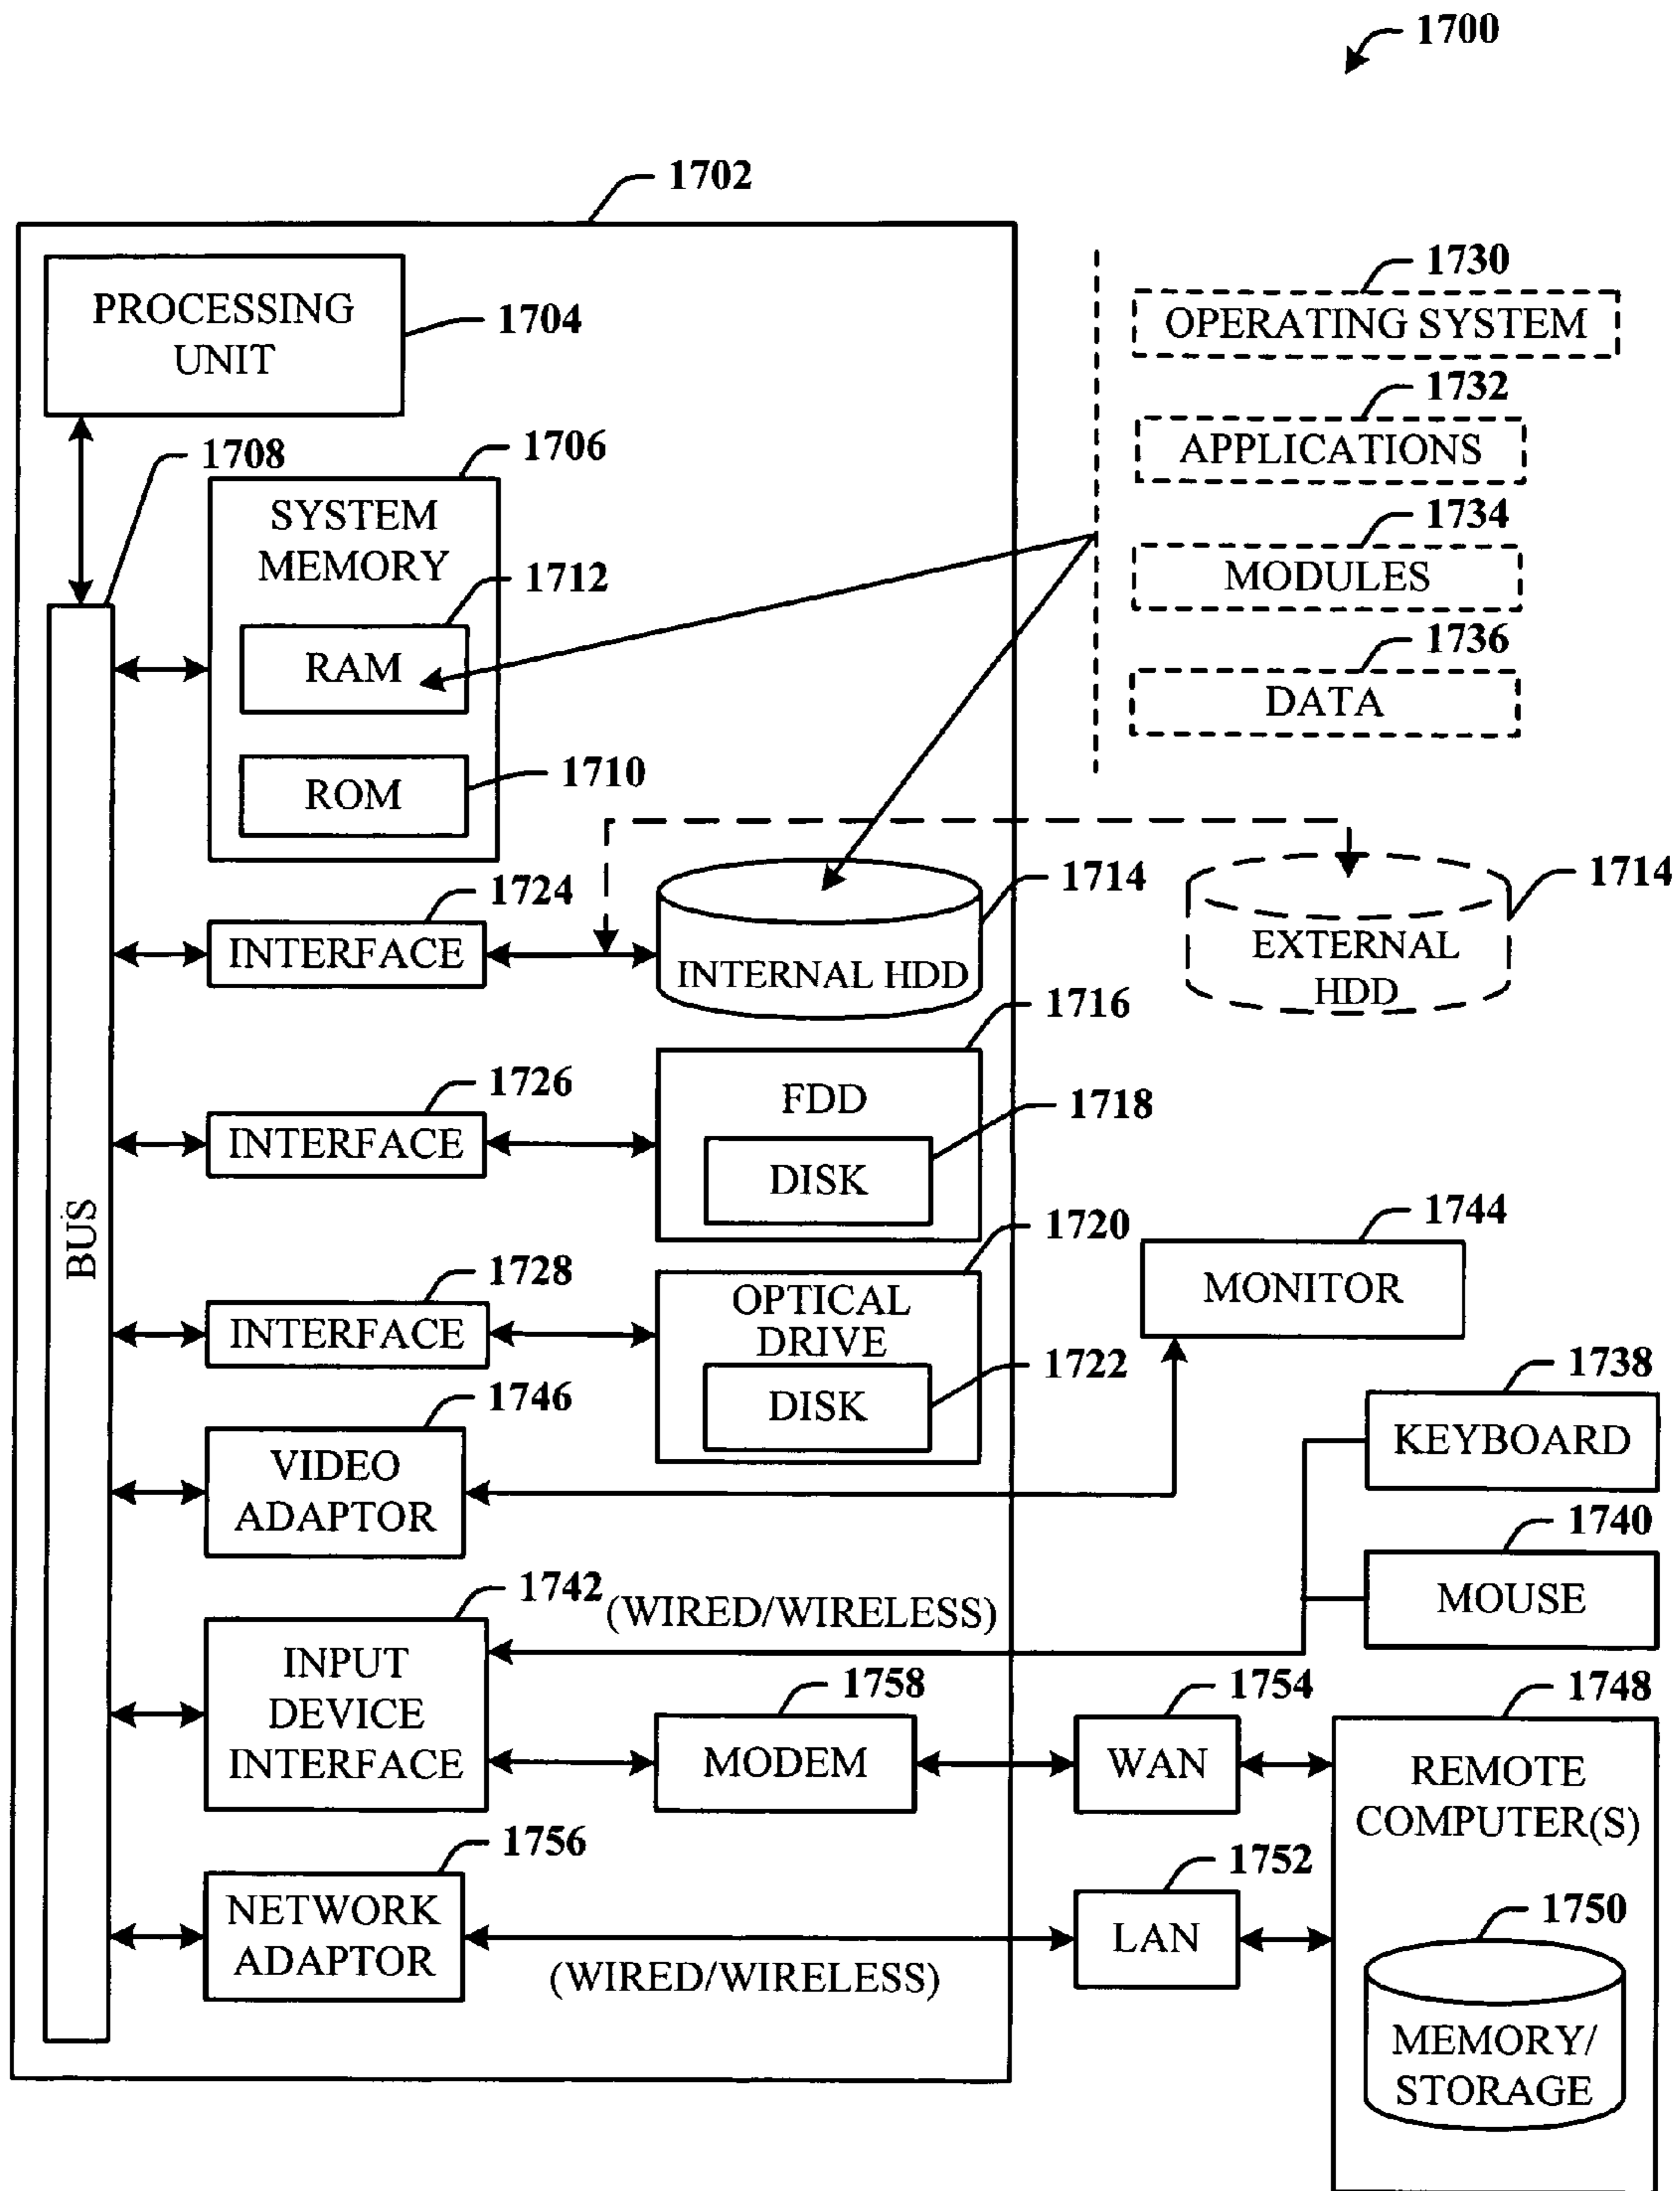 1700
1702
PROCESSING
UNIT
1704
1730
OPERATING SYSTEM
1732
APPLICATIONS
1734
MODULES
1736
DATA
1708
1706
SYSTEM
MEMORY
1712
RAM
1710
ROM
BUS
1724
INTERFACE
1714
INTERNAL HDD
1714
EXTERNAL
HDD
1726
INTERFACE
1716
FDD
1718
DISK
1728
INTERFACE
1720
OPTICAL
DRIVE
1722
DISK
1744
MONITOR
1746
VIDEO
ADAPTOR
1738
KEYBOARD
1740
MOUSE
1742
(WIRED/WIRELESS)
INPUT
DEVICE
INTERFACE
1758
MODEM
1754
WAN
1748
REMOTE
COMPUTER(S)
1756
NETWORK
ADAPTOR
(WIRED/WIRELESS)
1752
LAN
1750
MEMORY/
STORAGE